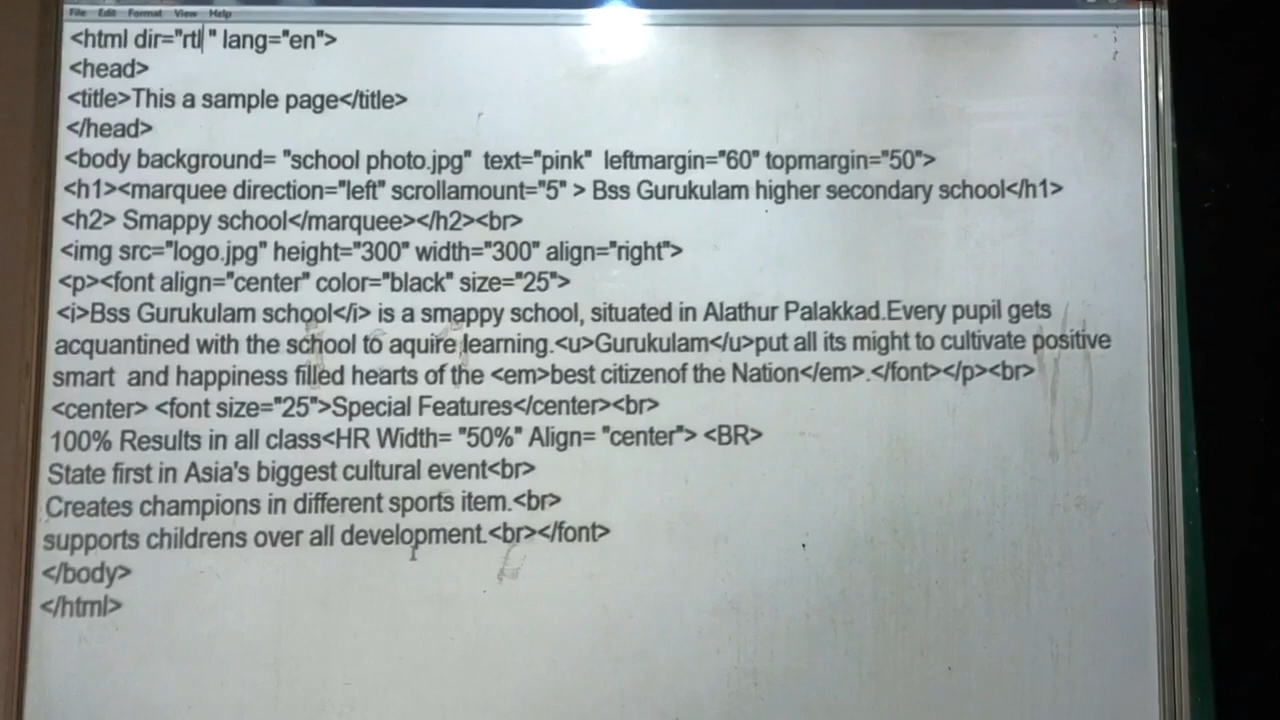 File Edit Format View Help
<html dir="rtl " lang="en">
<head>
<title>This a sample page</title>
</head>
<body background= "school photo.jpg"  text="pink"  leftmargin="60" topmargin="50">
<h1><marquee direction="left" scrollamount="5" > Bss Gurukulam higher secondary school</h1>
<h2> Smappy school</marquee></h2><br>
<img src="logo.jpg" height="300" width="300" align="right">
<p><font align="center" color="black" size="25">
<i>Bss Gurukulam school</i> is a smappy school, situated in Alathur Palakkad.Every pupil gets
acquantined with the school to aquire learning.<u>Gurukulam</u>put all its might to cultivate positive
smart  and happiness filled hearts of the <em>best citizenof the Nation</em>.</font></p><br>
<center> <font size="25">Special Features</center><br>
100% Results in all class<HR Width= "50%" Align= "center"> <BR>
State first in Asia's biggest cultural event<br>
Creates champions in different sports item.<br>
supports childrens over all development.<br></font>
</body>
</html>